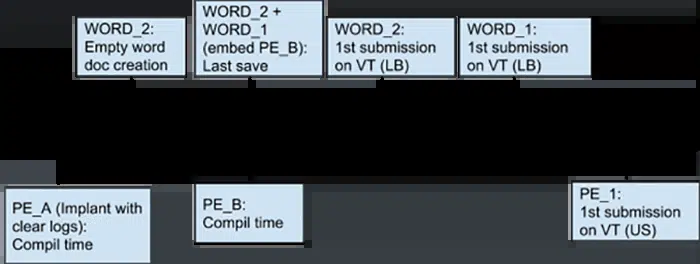 WORD_2:
Empty word
doc creation
WORD_2 +
WORD_1
(embed PE_B):
Last save
WORD_2:
1st submission
on VT (LB)
WORD_1:
1st submission
on VT (LB)
PE_A (Implant with
clear logs):
Compil time
PE_B:
Compil time
PE_1:
1st submission
on VT (US)